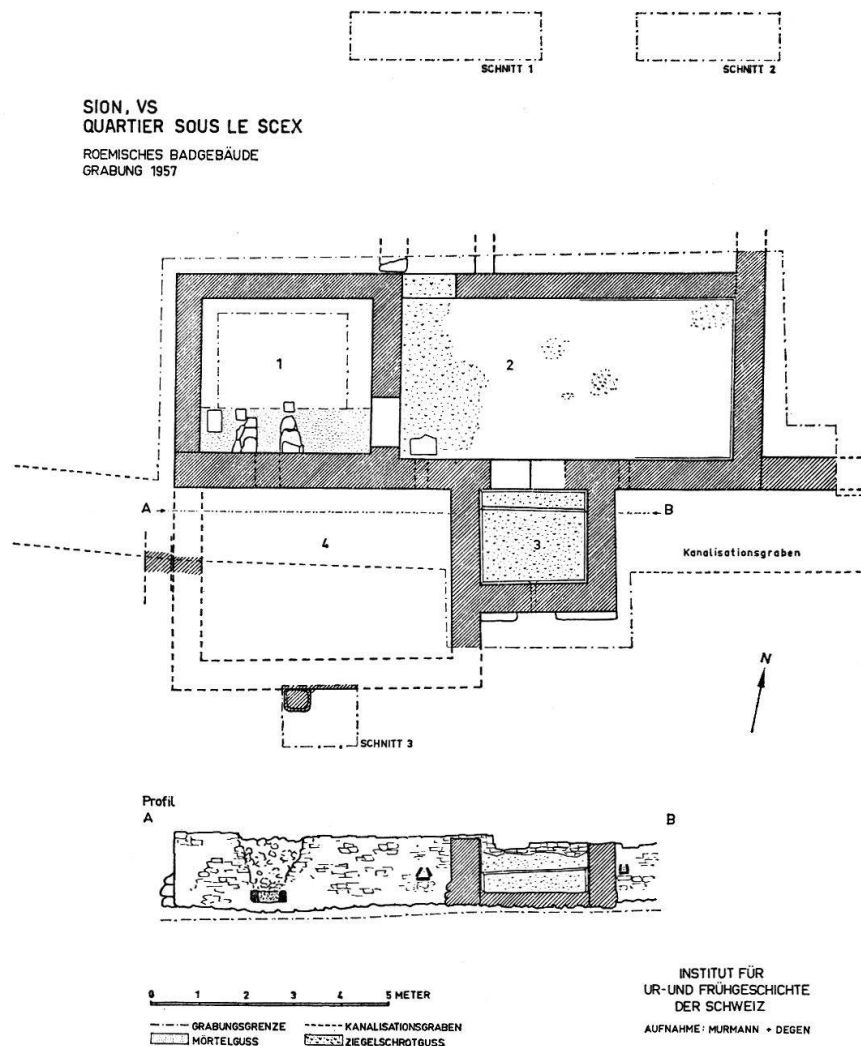 SCHNITT 1
SCHNITT 2
SION, VS
QUARTIER SOUS LE SCEX
ROEMISCHES BADGEBÄUDE
GRABUNG 1957
1
2
A
B
4
3
Kanalisationsgraben
N
SCHNITT 3
Profil
A
B
0 1 2 3 4 5 METER
GRABUNGSGRENZE
KANALISATIONSGRABEN
MÖRTELGUSS
ZIEGELSCHROTGUSS
INSTITUT FÜR
UR-UND FRÜHGESCHICHTE
DER SCHWEIZ
AUFNAHME: MURMANN + DEGEN